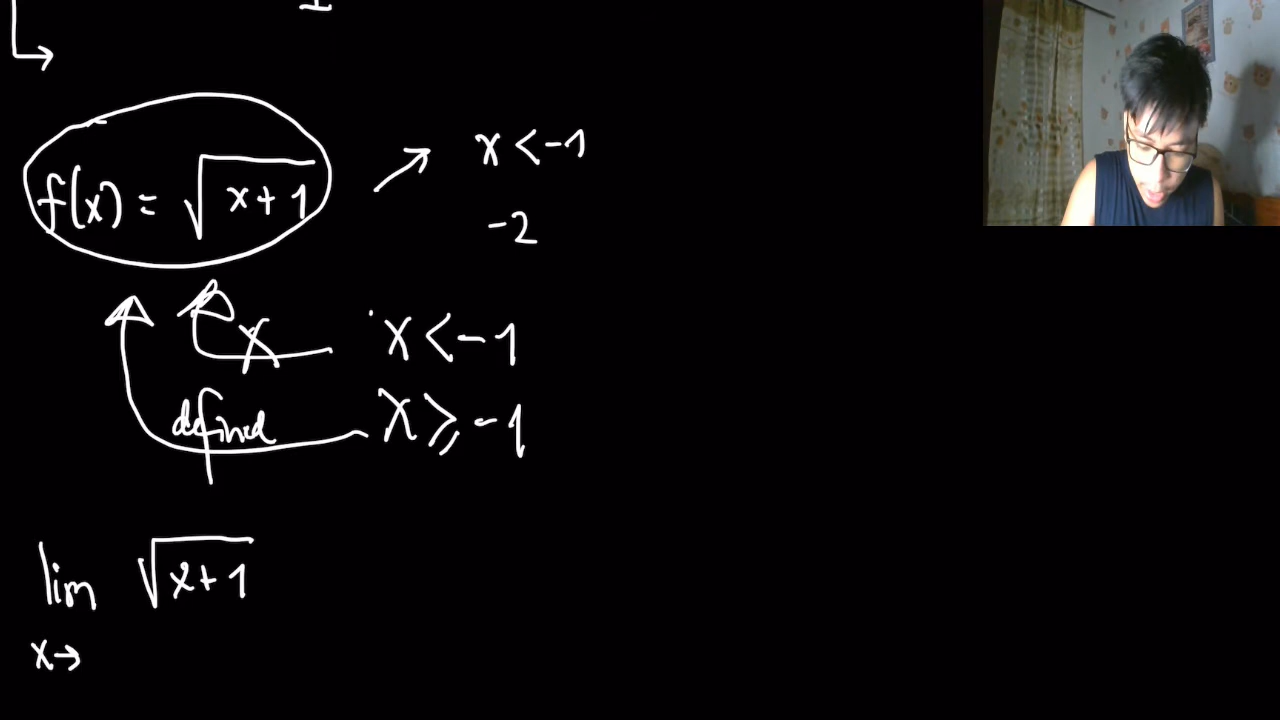 f(x) = √(x+1) → x < -1
-2
X x < -1
defined x ≥ -1
lim √(x+1)
x→